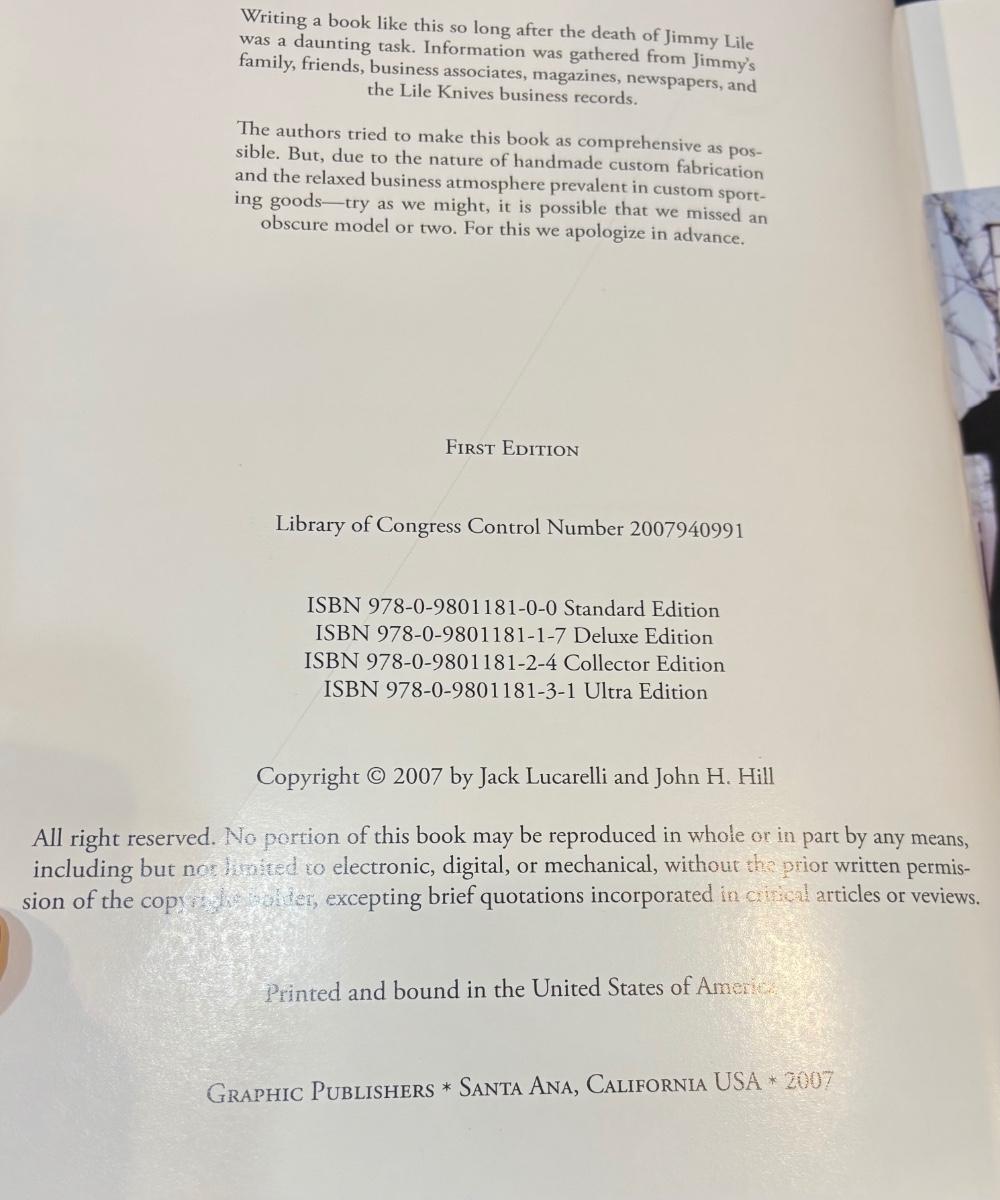 Writing a book like this so long after the death of Jimmy Lile
was a daunting task. Information was gathered from Jimmy's
family, friends, business associates, magazines, newspapers, and
the Lile Knives business records.
The authors tried to make this book as comprehensive as pos-
sible. But, due to the nature of handmade custom fabrication
and the relaxed business atmosphere prevalent in custom sport-
ing goods—try as we might, it is possible that we missed an
obscure model or two. For this we apologize in advance.
FIRST EDITION
Library of Congress Control Number 2007940991
ISBN 978-0-9801181-0-0 Standard Edition
ISBN 978-0-9801181-1-7 Deluxe Edition
ISBN 978-0-9801181-2-4 Collector Edition
ISBN 978-0-9801181-3-1 Ultra Edition
Copyright © 2007 by Jack Lucarelli and John H. Hill
All right reserved. No portion of this book may be reproduced in whole or in part by any means,
including but not limited to electronic, digital, or mechanical, without the prior written permis-
sion of the copyright holder, excepting brief quotations incorporated in critical articles or veviews.
Printed and bound in the United States of America
GRAPHIC PUBLISHERS * SANTA ANA, CALIFORNIA USA * 2007